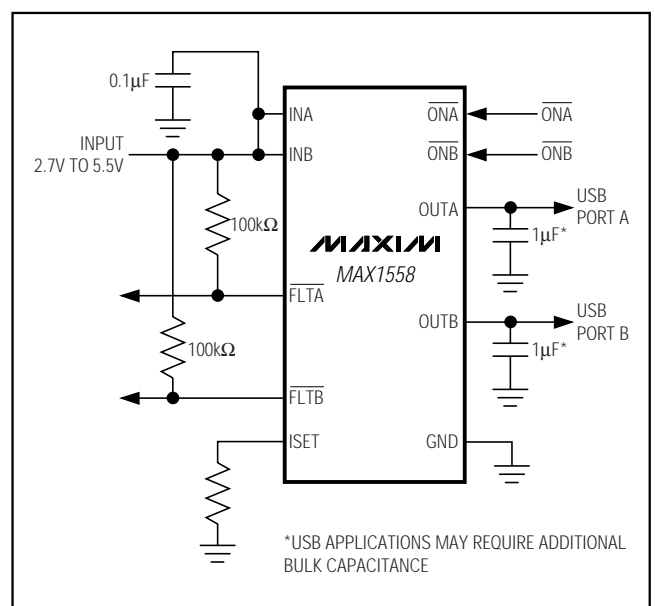 0.1μF
INPUT
2.7V TO 5.5V
100kΩ
100kΩ
INA
INB
FLTA
FLTB
ISET
MAXIM
MAX1558
ONA
ONB
OUTA
OUTB
GND
ONA
ONB
USB
PORT A
1μF*
USB
PORT B
1μF*
*USB APPLICATIONS MAY REQUIRE ADDITIONAL
BULK CAPACITANCE